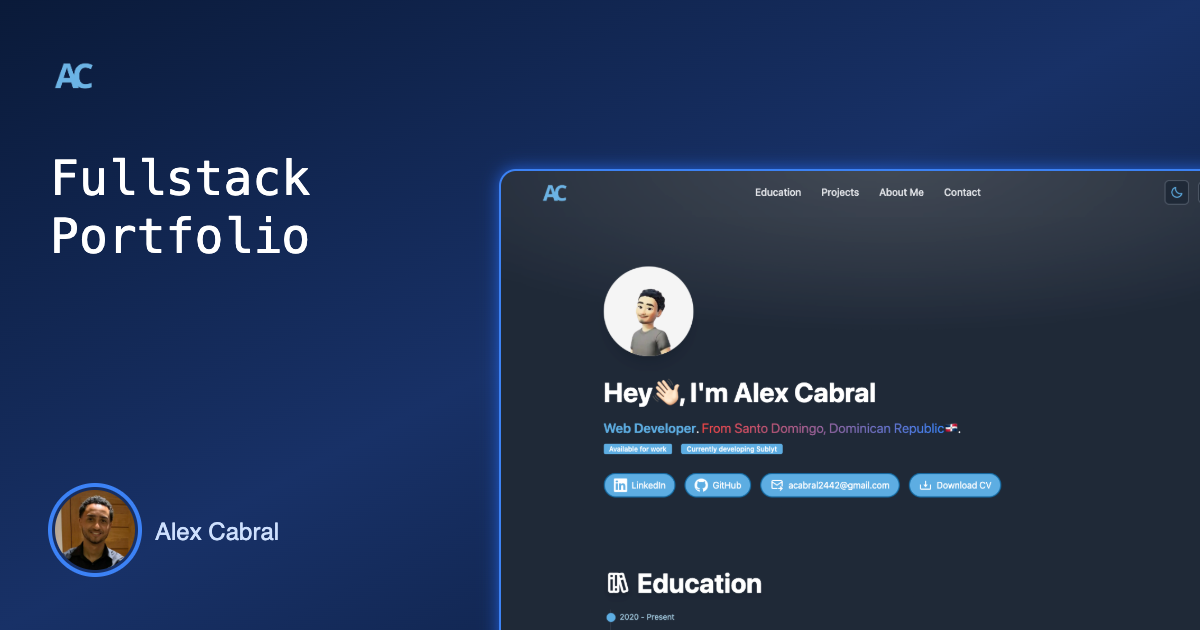 AC
Fullstack
Portfolio
Alex Cabral
AC
Education Projects About Me Contact
Hey👋🏻, I'm Alex Cabral
Web Developer. From Santo Domingo, Dominican Republic🇩🇴.
Available for work Currently developing Sublyt
LinkedIn GitHub acabral2442@gmail.com Download CV
Education
2020 - Present